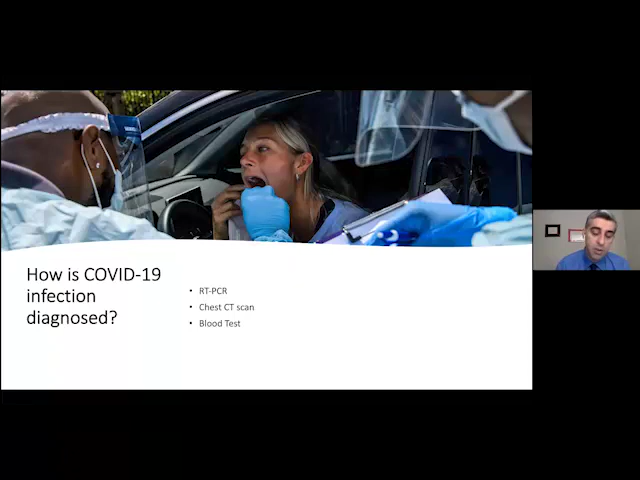 How is COVID-19
infection
diagnosed?
• RT-PCR
• Chest CT scan
• Blood Test